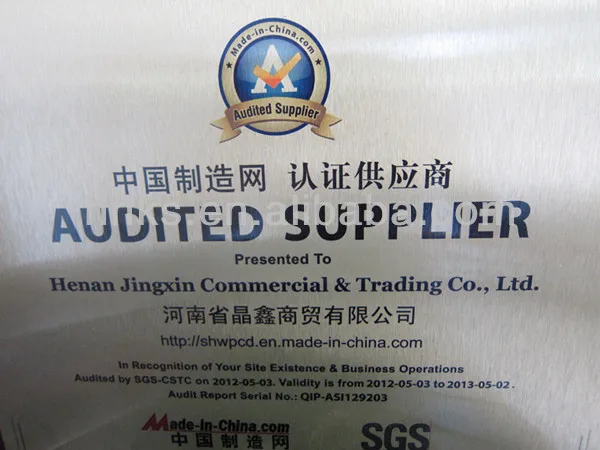 Made-in-China.com
A
Audited Supplier
中国制造网 认证供应商
AUDITED SUPPLIER
Presented To
Henan Jingxin Commercial & Trading Co., Ltd.
河南省晶鑫商贸有限公司
http://shwpcd.en.made-in-china.com
In Recognition of Your Site Existence & Business Operations
Audited by SGS-CSTC on 2012-05-03. Validity is from 2012-05-03 to 2013-05-02 .
Audit Report Serial No.: QIP-ASI129203
Made-in-China.com
中国制造网
SGS